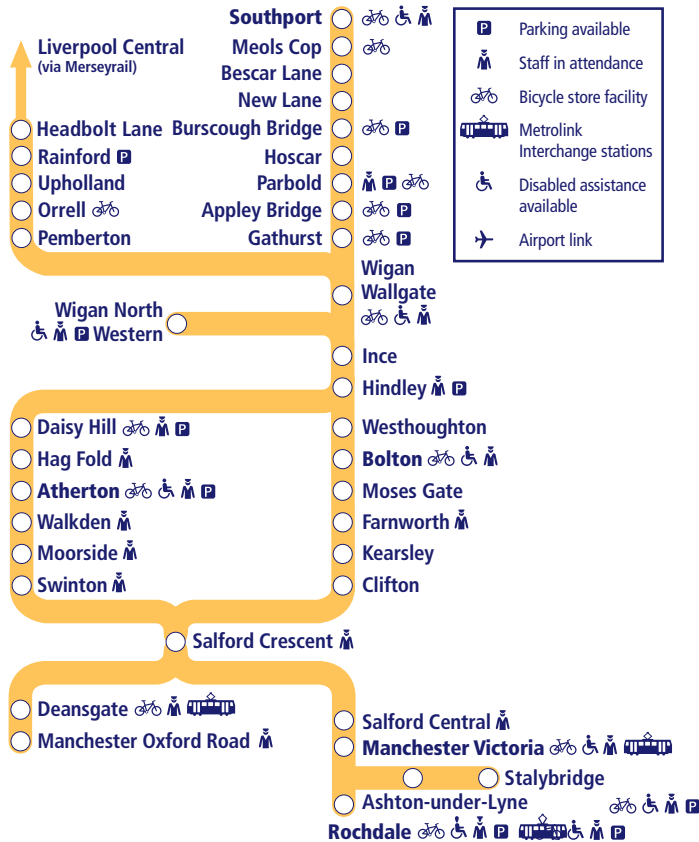 Southport
Liverpool Central
(via Merseyrail)
Meols Cop
Bescar Lane
New Lane
Headbolt Lane
Burscough Bridge
Rainford P
Hoscar
Upholland
Parbold P
Orrell
Appley Bridge P
Pemberton
Gathurst P
P Parking available
Staff in attendance
Bicycle store facility
Metrolink
Interchange stations
Disabled assistance
available
Airport link
Wigan
Wallgate
Wigan North
P Western
Ince
Hindley P
Daisy Hill P
Hag Fold
Atherton P
Walkden
Moorside
Swinton
Westhoughton
Bolton
Moses Gate
Farnworth
Kearsley
Clifton
Salford Crescent
Deansgate
Manchester Oxford Road
Salford Central
Manchester Victoria
Stalybridge
Ashton-under-Lyne P
Rochdale P P